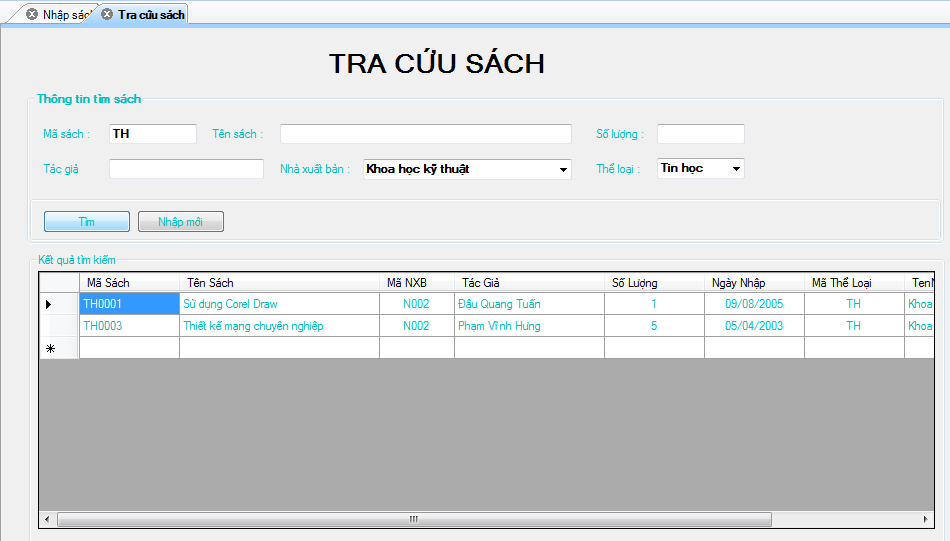 Nhập sác Tra cứu sách
TRA CỨU SÁCH
Thông tin tìm sách
Mã sách : TH Tên sách : Số lượng :
Tác giả Nhà xuất bản : Khoa học kỹ thuật Thể loại : Tin học
Tìm Nhập mới
Kết quả tìm kiếm
Mã Sách Tên Sách Mã NXB Tác Giả Số Lượng Ngày Nhập Mã Thể Loại TenN
TH0001 Sử dụng Corel Draw N002 Đậu Quang Tuấn 1 09/08/2005 TH Khoa
TH0003 Thiết kế mạng chuyên nghiệp N002 Phạm Vĩnh Hưng 5 05/04/2003 TH Khoa